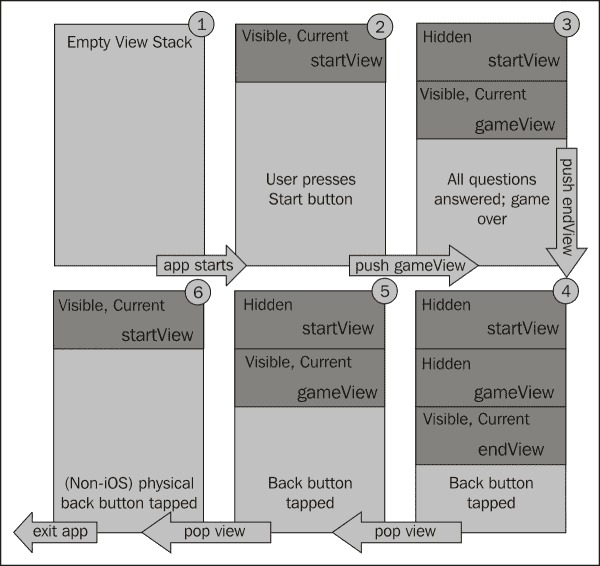 1
Empty View Stack
app starts
2
Visible, Current
startView
User presses
Start button
push gameView
3
Hidden
startView
Visible, Current
gameView
All questions
answered; game
over
push endView
4
Hidden
startView
Hidden
gameView
Visible, Current
endView
Back button
tapped
pop view
5
Hidden
startView
Visible, Current
gameView
Back button
tapped
pop view
6
Visible, Current
startView
(Non-iOS) physical
back button tapped
exit app